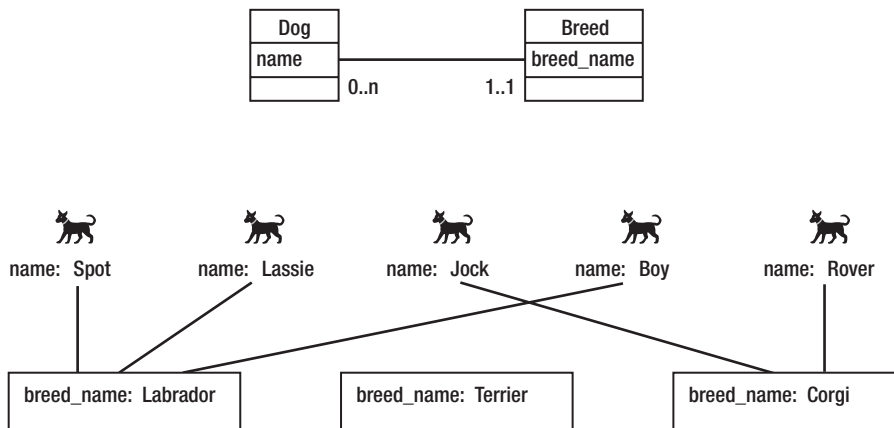 Dog Breed
name breed_name
0..n 1..1
name: Spot name: Lassie name: Jock name: Boy name: Rover
breed_name: Labrador breed_name: Terrier breed_name: Corgi